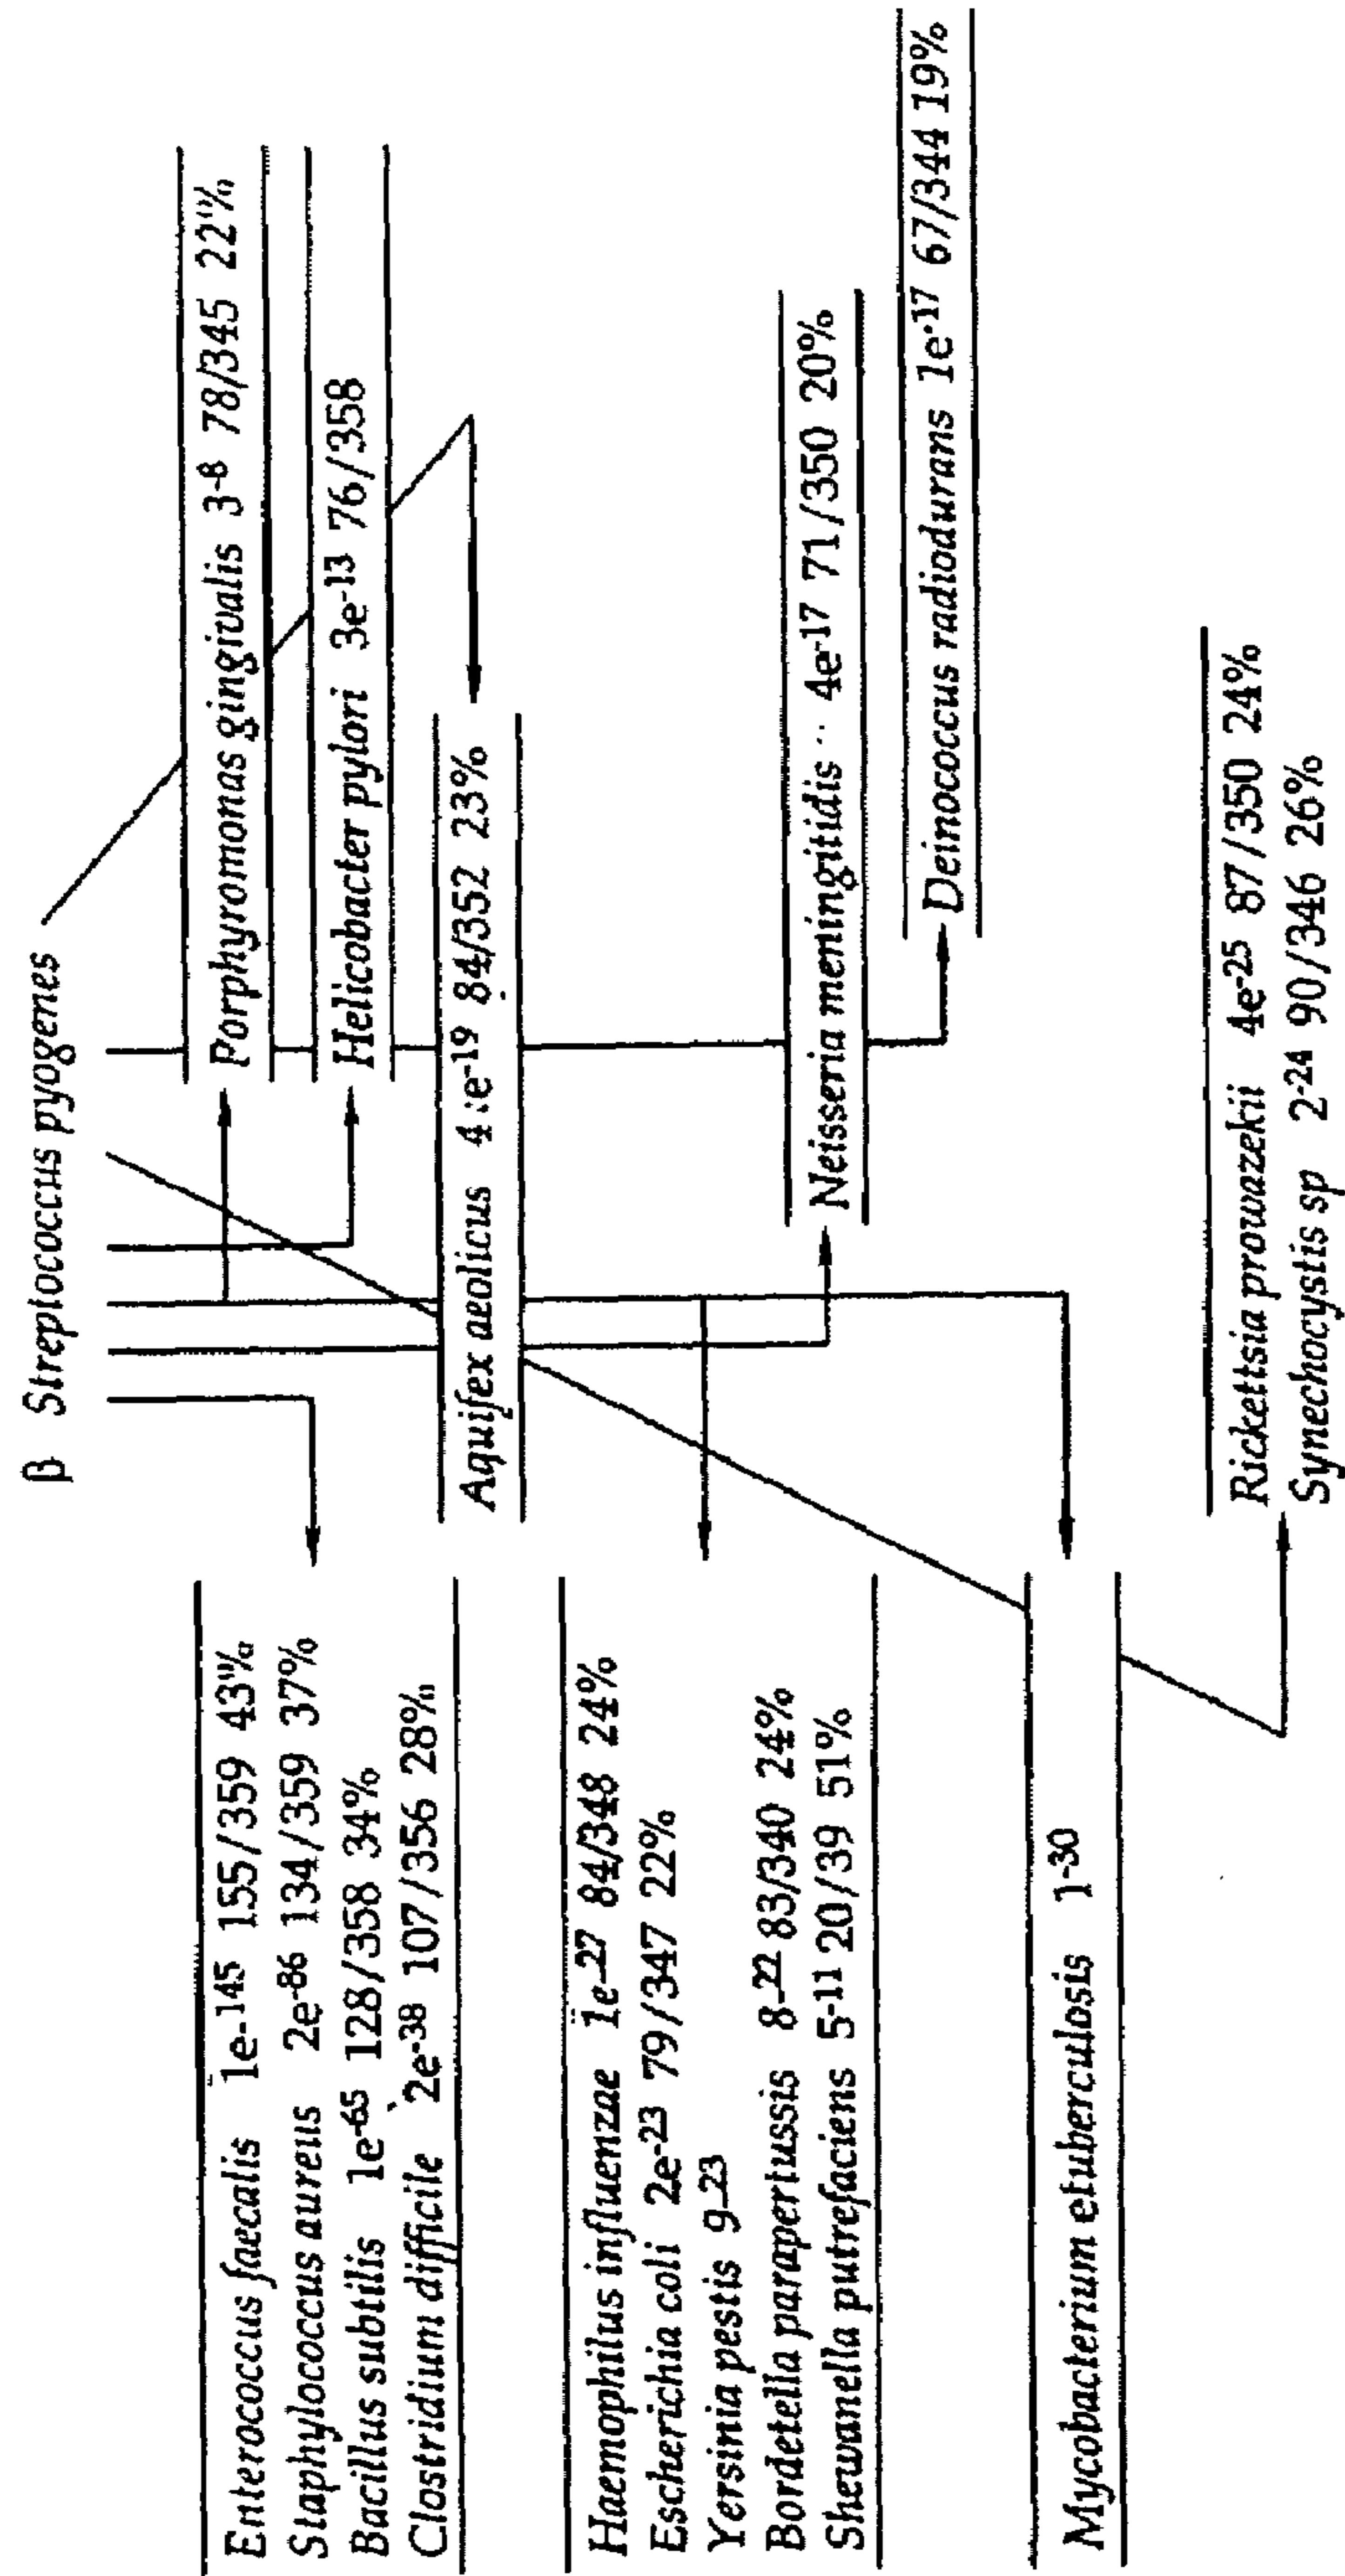 β Streptococcus pyogenes
Enterococcus faecalis 1e-145 155/359 43%
Staphylococcus aureus 2e-86 134/359 37%
Bacillus subtilis 1e-65 128/358 34%
Clostridium difficile 2e-38 107/356 28%
Porphyromonas gingivalis 3-8 78/345 22%
Helicobacter pylori 3e-13 76/358
Aquifex aeolicus 4.e-19 84/352 23%
Haemophilus influenzae 1e-27 84/348 24%
Escherichia coli 2e-23 79/347 22%
Yersinia pestis 9-23
Bordetella parapertussis 8-22 83/340 24%
Shewanella putrefaciens 5-11 20/39 51%
Neisseria meningitidis 4e-17 71/350 20%
Deinococcus radiodurans 1e-17 67/344 19%
Mycobacterium etuberculosis 1-30
Rickettsia prowazekii 4e-25 87/350 24%
Synechocystis sp 2-24 90/346 26%